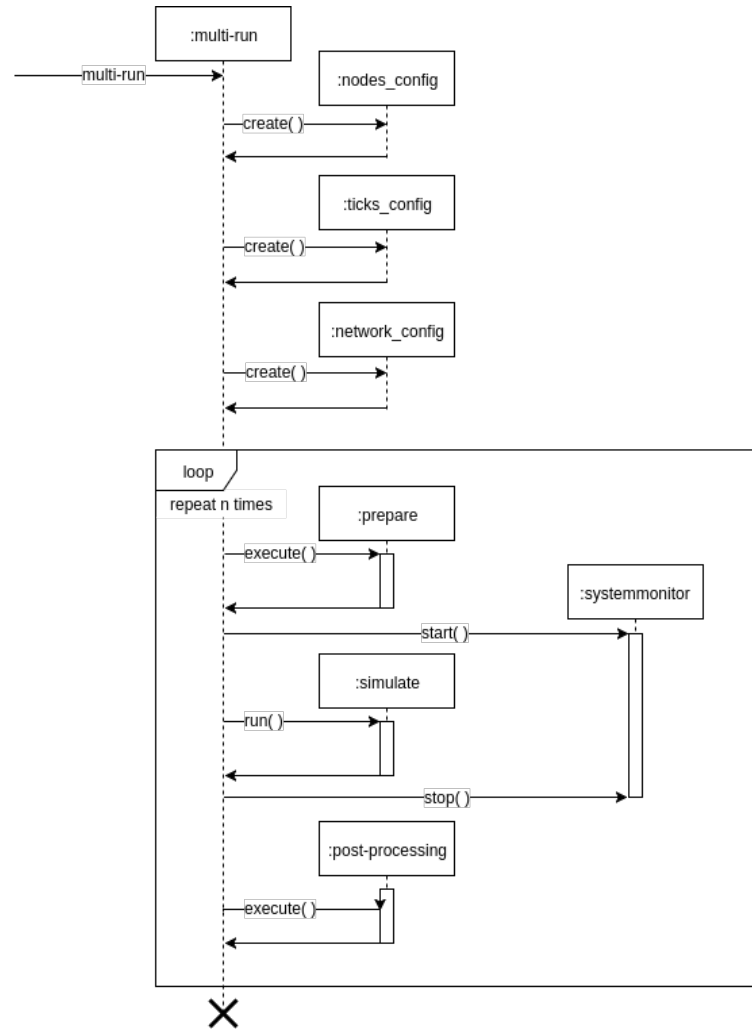 :multi-run
multi-run
:nodes_config
create( )
:ticks_config
create( )
:network_config
create( )
loop
repeat n times
:prepare
execute( )
:systemmonitor
start( )
:simulate
run( )
stop( )
:post-processing
execute( )